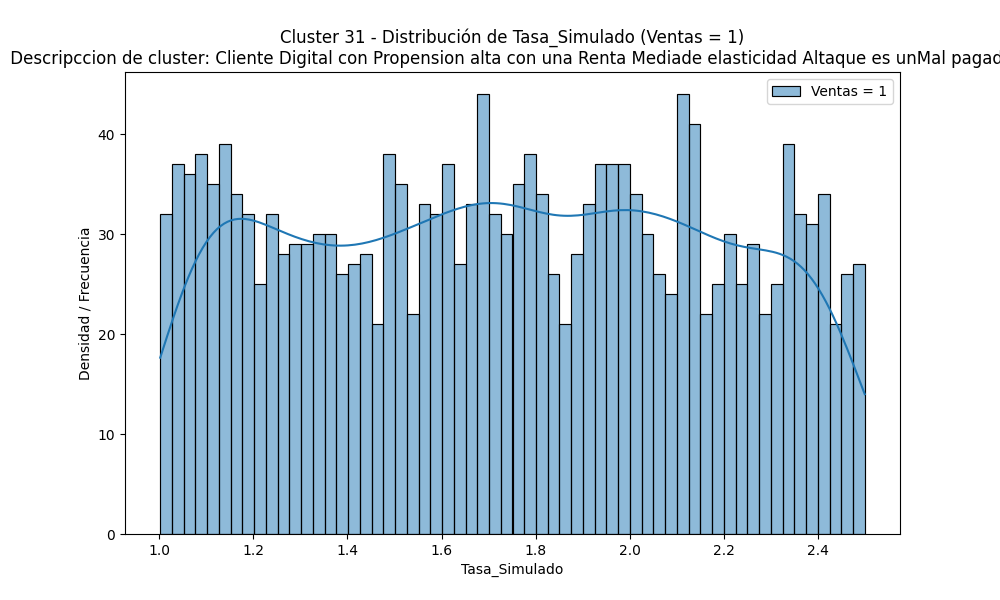 Cluster 31 - Distribución de Tasa_Simulado (Ventas = 1)
Descripccion de cluster: Cliente Digital con Propension alta con una Renta Mediade elasticidad Altaque es unMal pagad
Ventas = 1
40
30
20
10
0
Densidad / Frecuencia
1.0 1.2 1.4 1.6 1.8 2.0 2.2 2.4
Tasa_Simulado